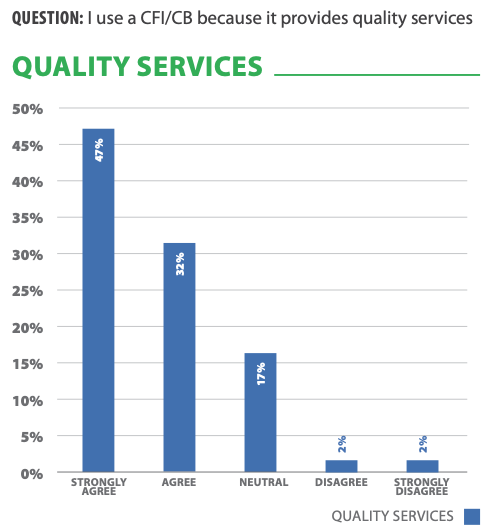 QUESTION: I use a CFI/CB because it provides quality services
QUALITY SERVICES
50%
45%
40%
35%
30%
25%
20%
15%
10%
5%
0%
47%
32%
17%
2%
2%
STRONGLY
AGREE
AGREE
NEUTRAL
DISAGREE
STRONGLY
DISAGREE
QUALITY SERVICES